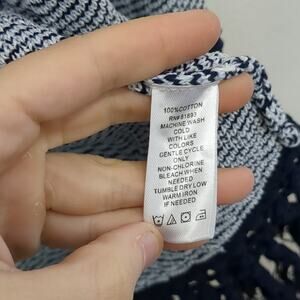 100%COTTON
RN# 81893
MACHINE WASH
COLD
WITH LIKE
COLORS
GENTLE CYCLE
ONLY
NON-CHLORINE
BLEACH WHEN
NEEDED
TUMBLE DRY LOW
WARM IRON
IF NEEDED